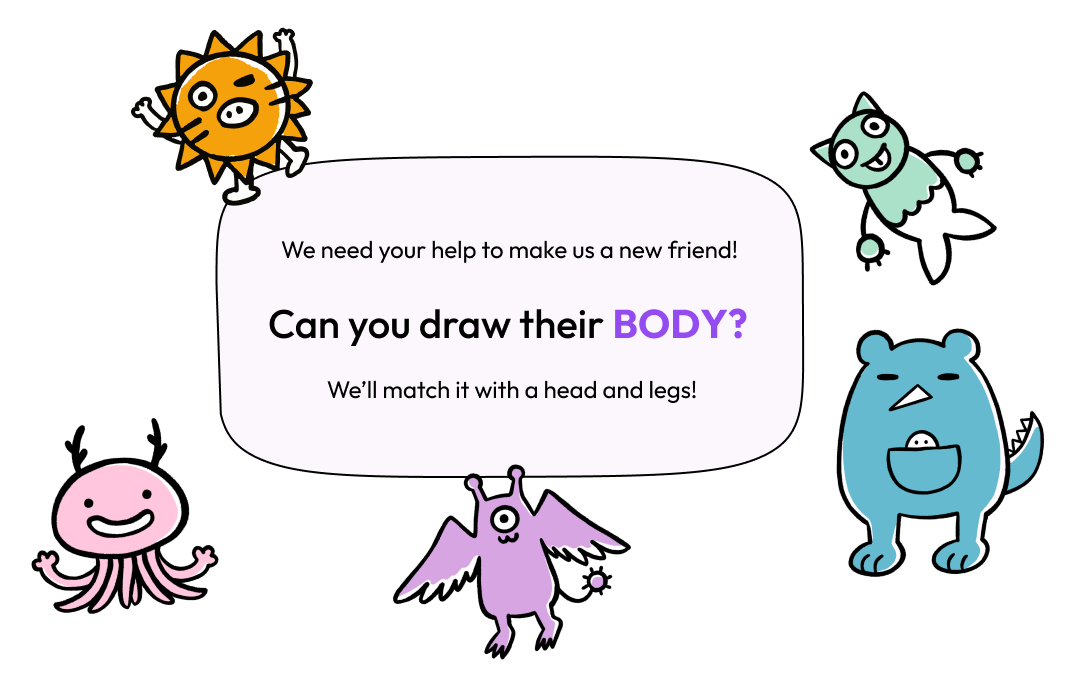 We need your help to make us a new friend!
Can you draw their BODY?
We’ll match it with a head and legs!